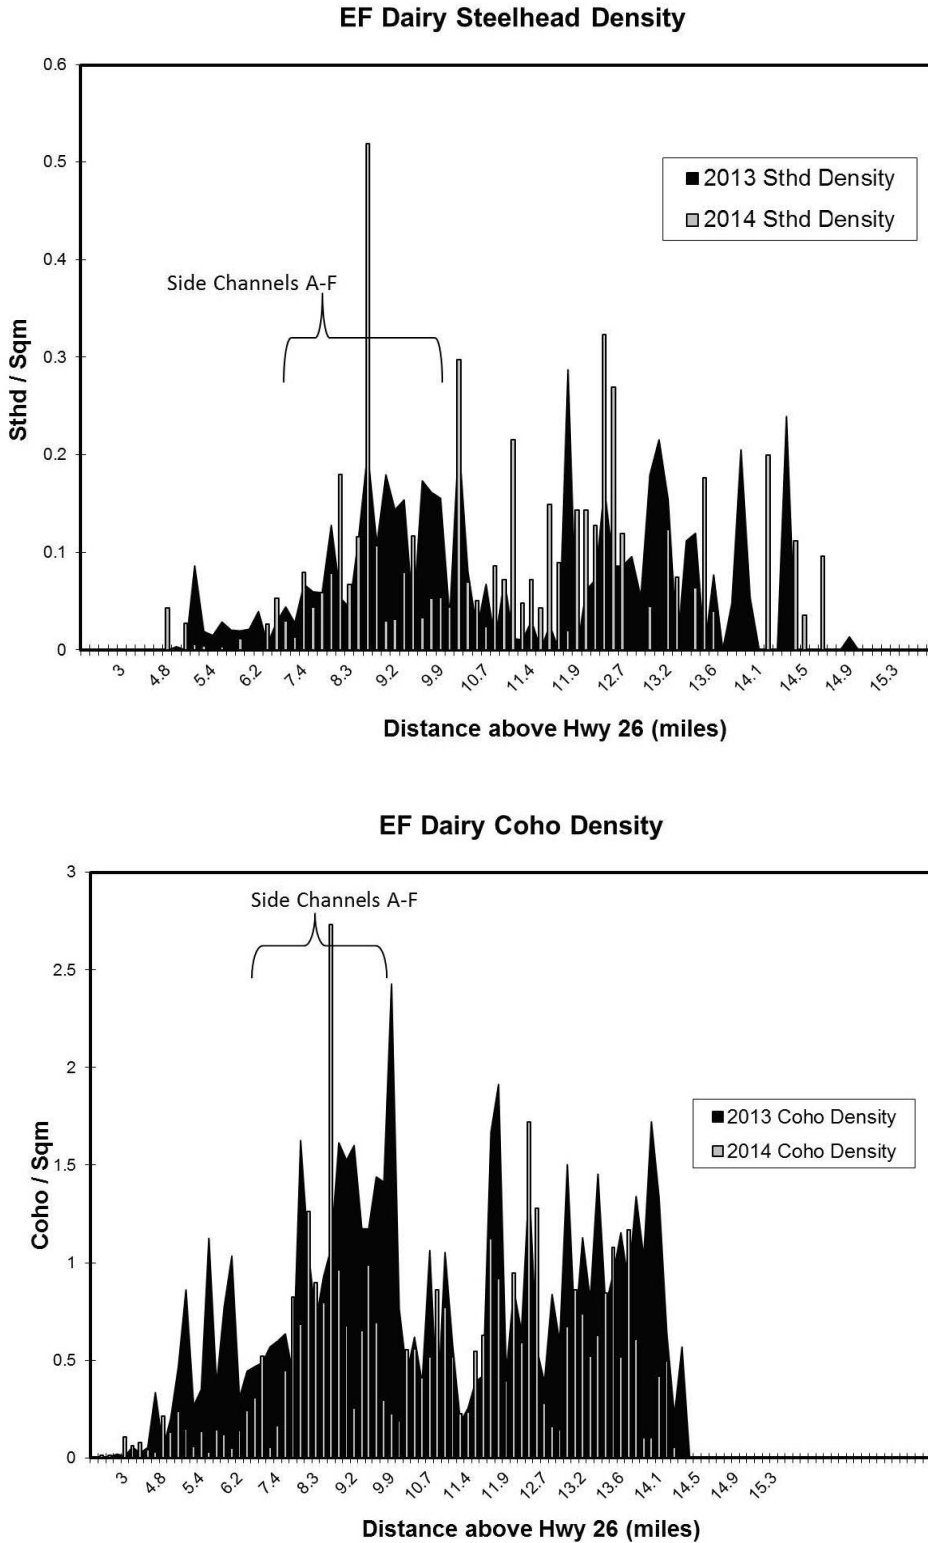 EF Dairy Steelhead Density
0.6
0.5
0.4
0.3
0.2
0.1
0
Sthd / Sqm
2013 Sthd Density
2014 Sthd Density
Side Channels A-F
3 4.8 5.4 6.2 7.4 8.3 9.2 9.9 10.7 11.4 11.9 12.7 13.2 13.6 14.1 14.5 14.9 15.3
Distance above Hwy 26 (miles)
EF Dairy Coho Density
3
2.5
2
1.5
1
0.5
0
Coho / Sqm
Side Channels A-F
2013 Coho Density
2014 Coho Density
3 4.8 5.4 6.2 7.4 8.3 9.2 9.9 10.7 11.4 11.9 12.7 13.2 13.6 14.1 14.5 14.9 15.3
Distance above Hwy 26 (miles)